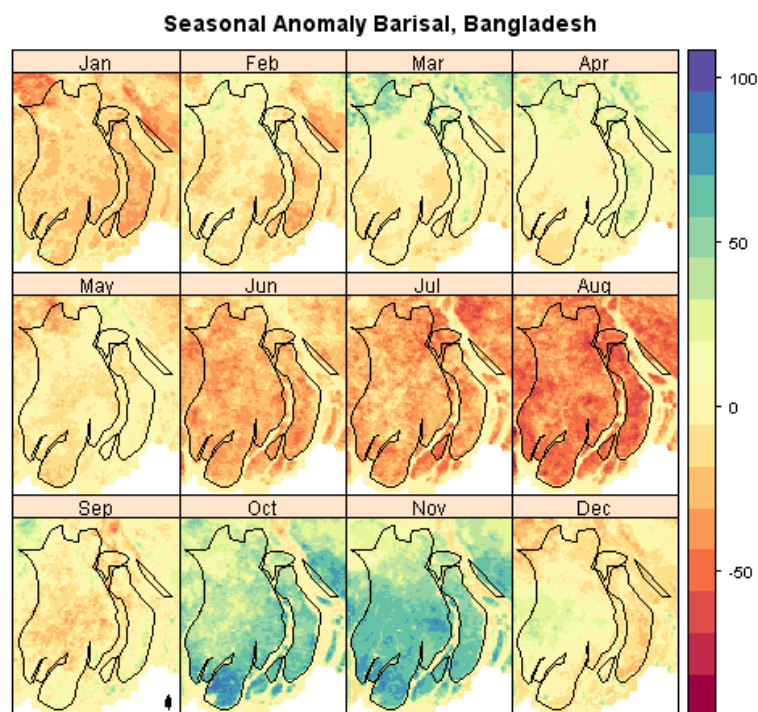 Seasonal Anomaly Barisal, Bangladesh
Jan Feb Mar Apr
May Jun Jul Aug
Sep Oct Nov Dec
100
50
0
-50